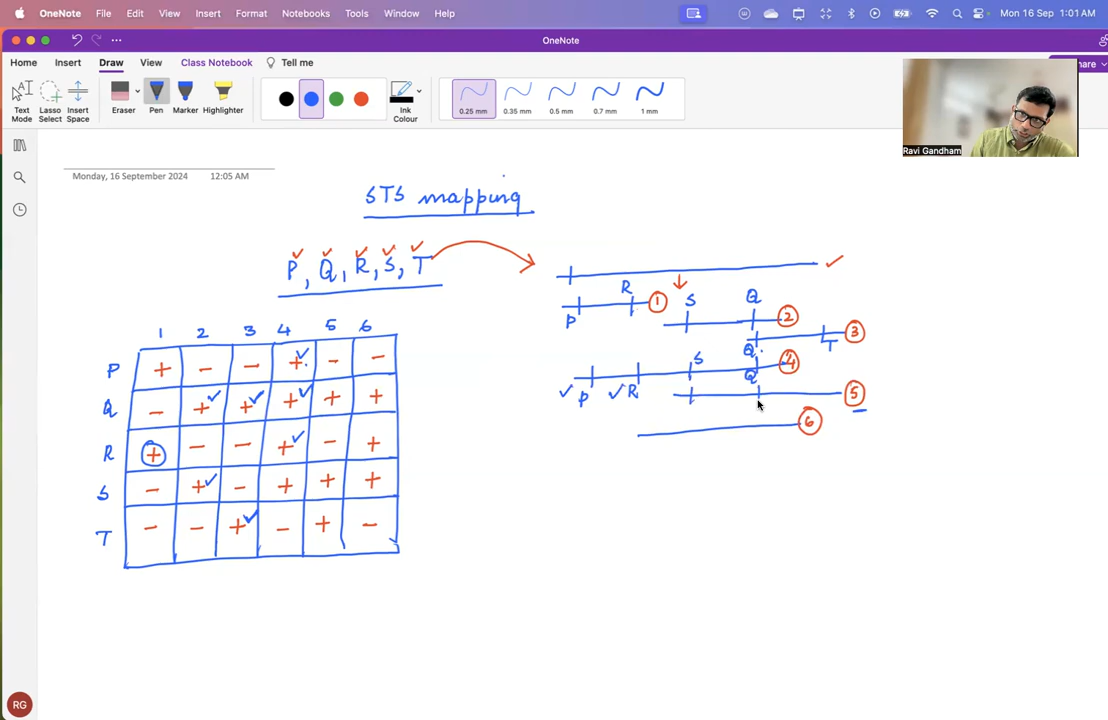 OneNote File Edit View Insert Format Notebooks Tools Window Help Mon 16 Sep 1:01 AM
OneNote
Home Insert Draw View Class Notebook Tell me
Text Mode Lasso Select Insert Space Eraser Pen Marker Highlighter Ink Colour 0.25 mm 0.35 mm 0.5 mm 0.7 mm 1 mm
Ravi Gandham
Monday, 16 September 2024 12:05 AM
STS mapping
P, Q, R, S, T
P R 1
S Q 2
Q T 3
P R S Q 4
Q 5
6
1 2 3 4 5 6
P + - - + - -
Q - + + + + +
R + - - + - +
S - + - + + +
T - - + - + -
RG